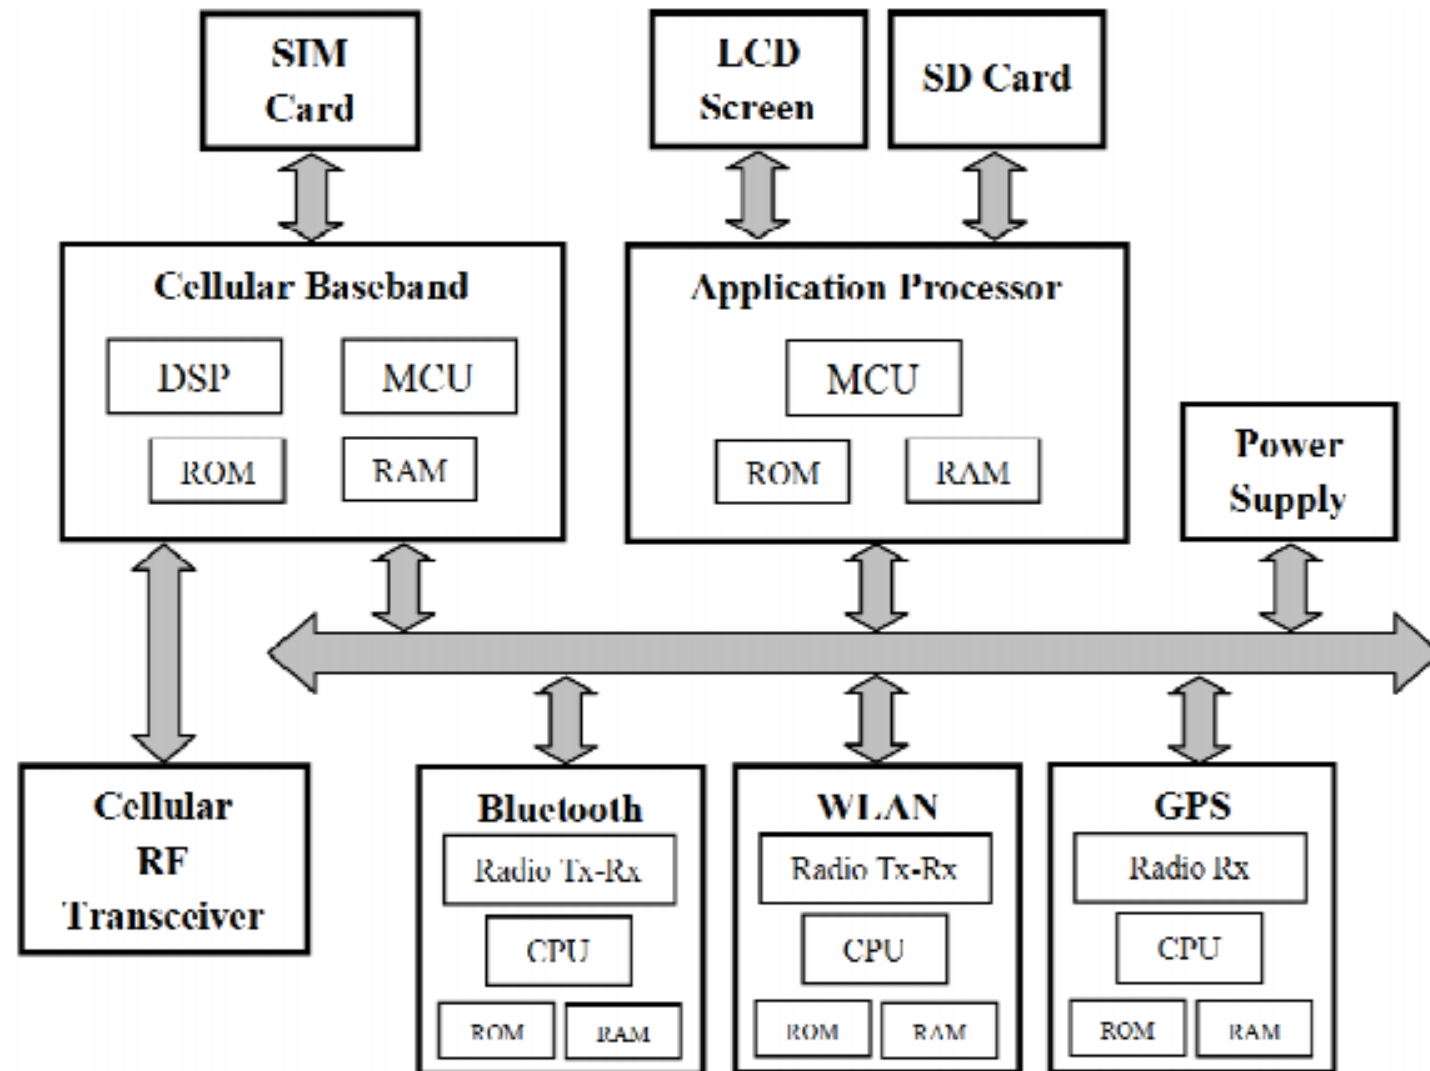 SIM
Card
LCD
Screen
SD Card
Cellular Baseband
DSP
MCU
ROM
RAM
Application Processor
MCU
ROM
RAM
Power
Supply
Cellular
RF
Transceiver
Bluetooth
Radio Tx-Rx
CPU
ROM
RAM
WLAN
Radio Tx-Rx
CPU
ROM
RAM
GPS
Radio Rx
CPU
ROM
RAM